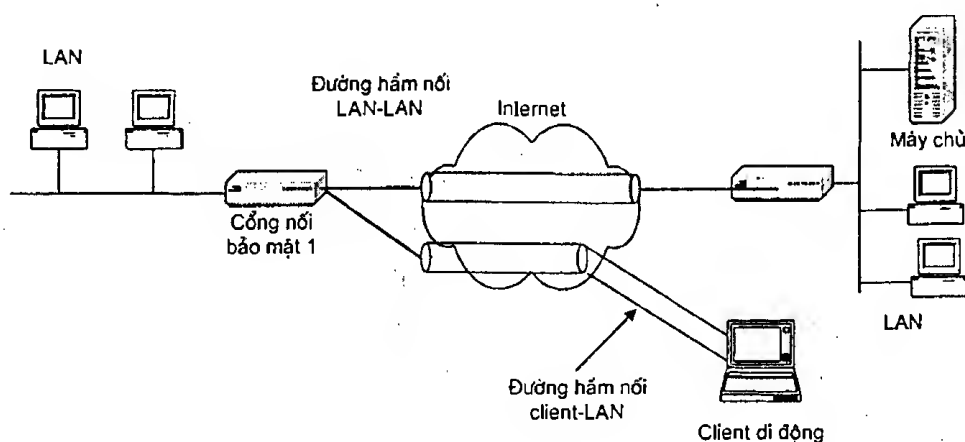 LAN
Đường hầm nối
LAN-LAN
Internet
Máy chủ
Cổng nối
bảo mật 1
LAN
Đường hầm nối
client-LAN
Client di động